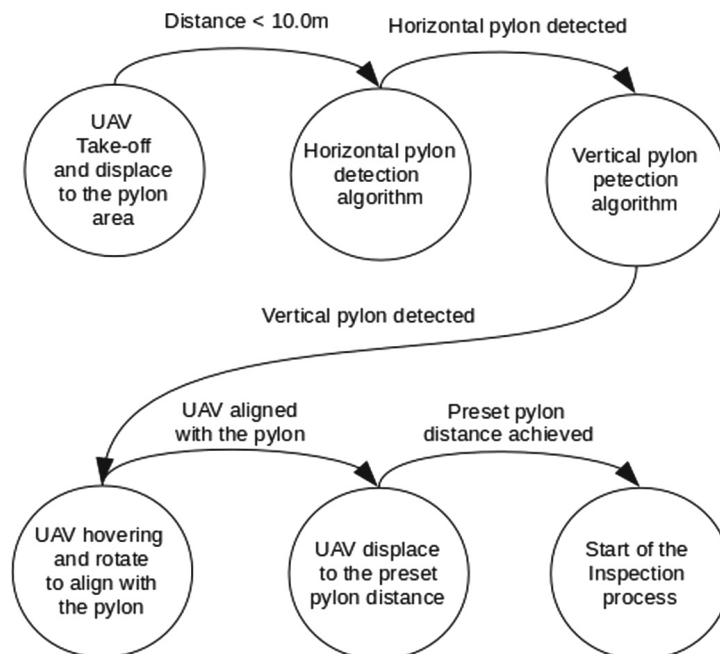 Distance < 10.0m
Horizontal pylon detected
UAV
Take-off
and displace
to the pylon
area
Horizontal pylon
detection
algorithm
Vertical pylon
petection
algorithm
Vertical pylon detected
UAV aligned
with the pylon
Preset pylon
distance achieved
UAV hovering
and rotate
to align with
the pylon
UAV displace
to the preset
pylon distance
Start of the
Inspection
process